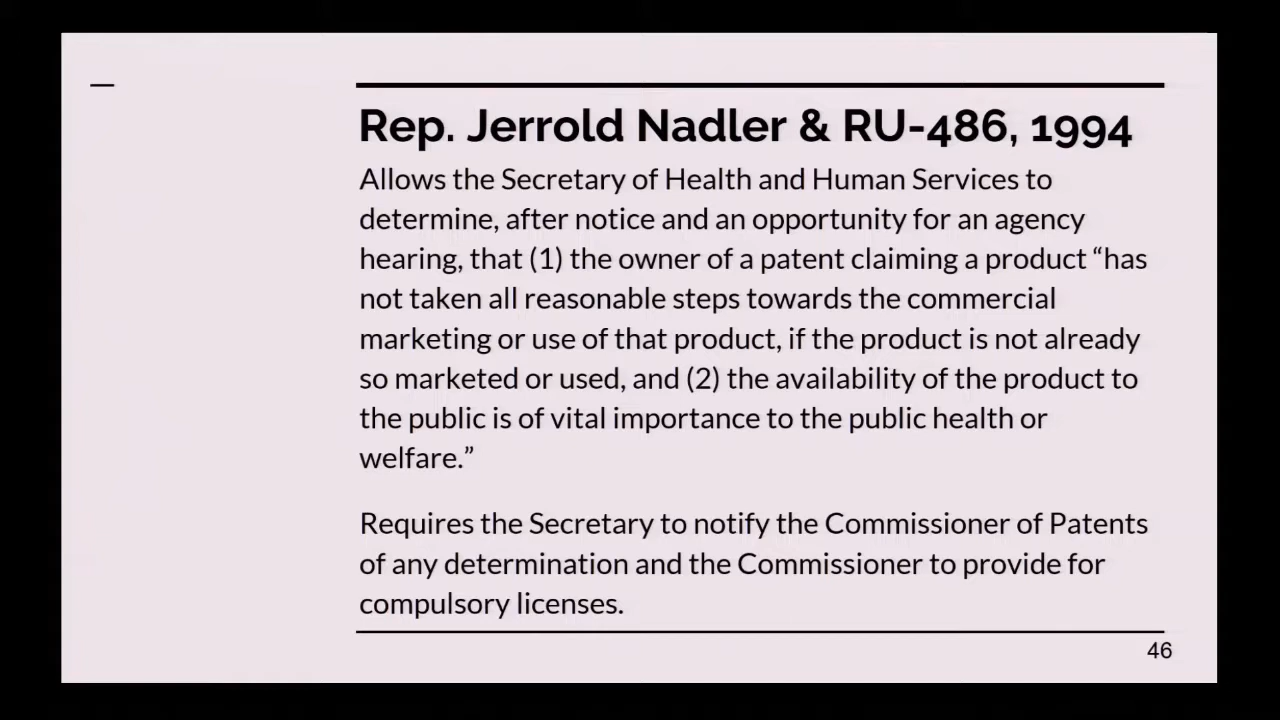 Rep. Jerrold Nadler & RU-486, 1994
Allows the Secretary of Health and Human Services to
determine, after notice and an opportunity for an agency
hearing, that (1) the owner of a patent claiming a product “has
not taken all reasonable steps towards the commercial
marketing or use of that product, if the product is not already
so marketed or used, and (2) the availability of the product to
the public is of vital importance to the public health or
welfare.”
Requires the Secretary to notify the Commissioner of Patents
of any determination and the Commissioner to provide for
compulsory licenses.
46